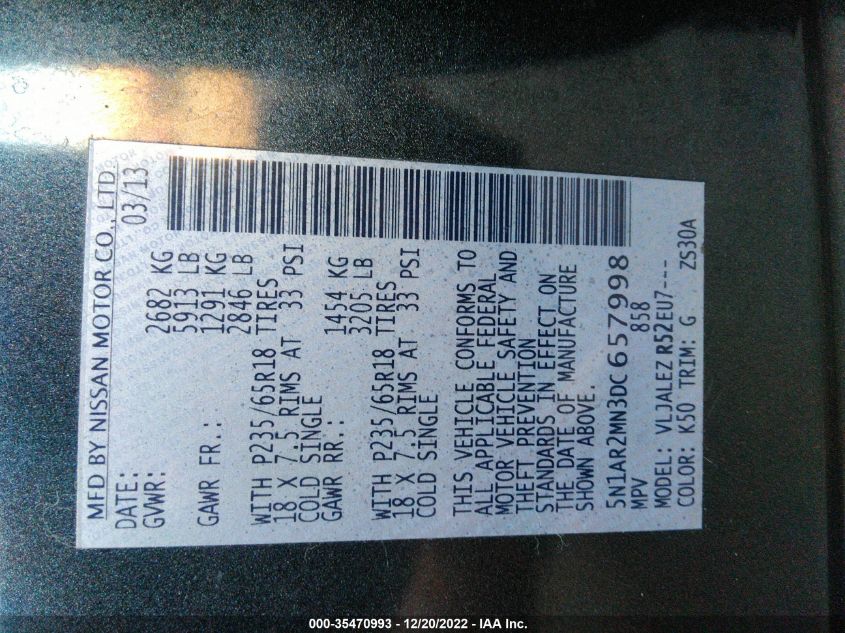 MFD BY NISSAN MOTOR CO., LTD.
DATE: 03/13
GVWR: 2682 KG
5913 LB
GAWR FR.: 1291 KG
2846 LB
WITH P235/65R18 TIRES
18 X 7.5 RIMS AT 33 PSI
COLD SINGLE
GAWR RR.: 1454 KG
3205 LB
WITH P235/65R18 TIRES
18 X 7.5 RIMS AT 33 PSI
COLD SINGLE
THIS VEHICLE CONFORMS TO
ALL APPLICABLE FEDERAL
MOTOR VEHICLE SAFETY AND
THEFT PREVENTION
STANDARDS IN EFFECT ON
THE DATE OF MANUFACTURE
SHOWN ABOVE.
5N1AR2MN3DC657998
MPV 858
MODEL: VLJALEZ R52EU7---
COLOR: K50 TRIM: G ZS30A
000-35470993 - 12/20/2022 - IAA Inc.